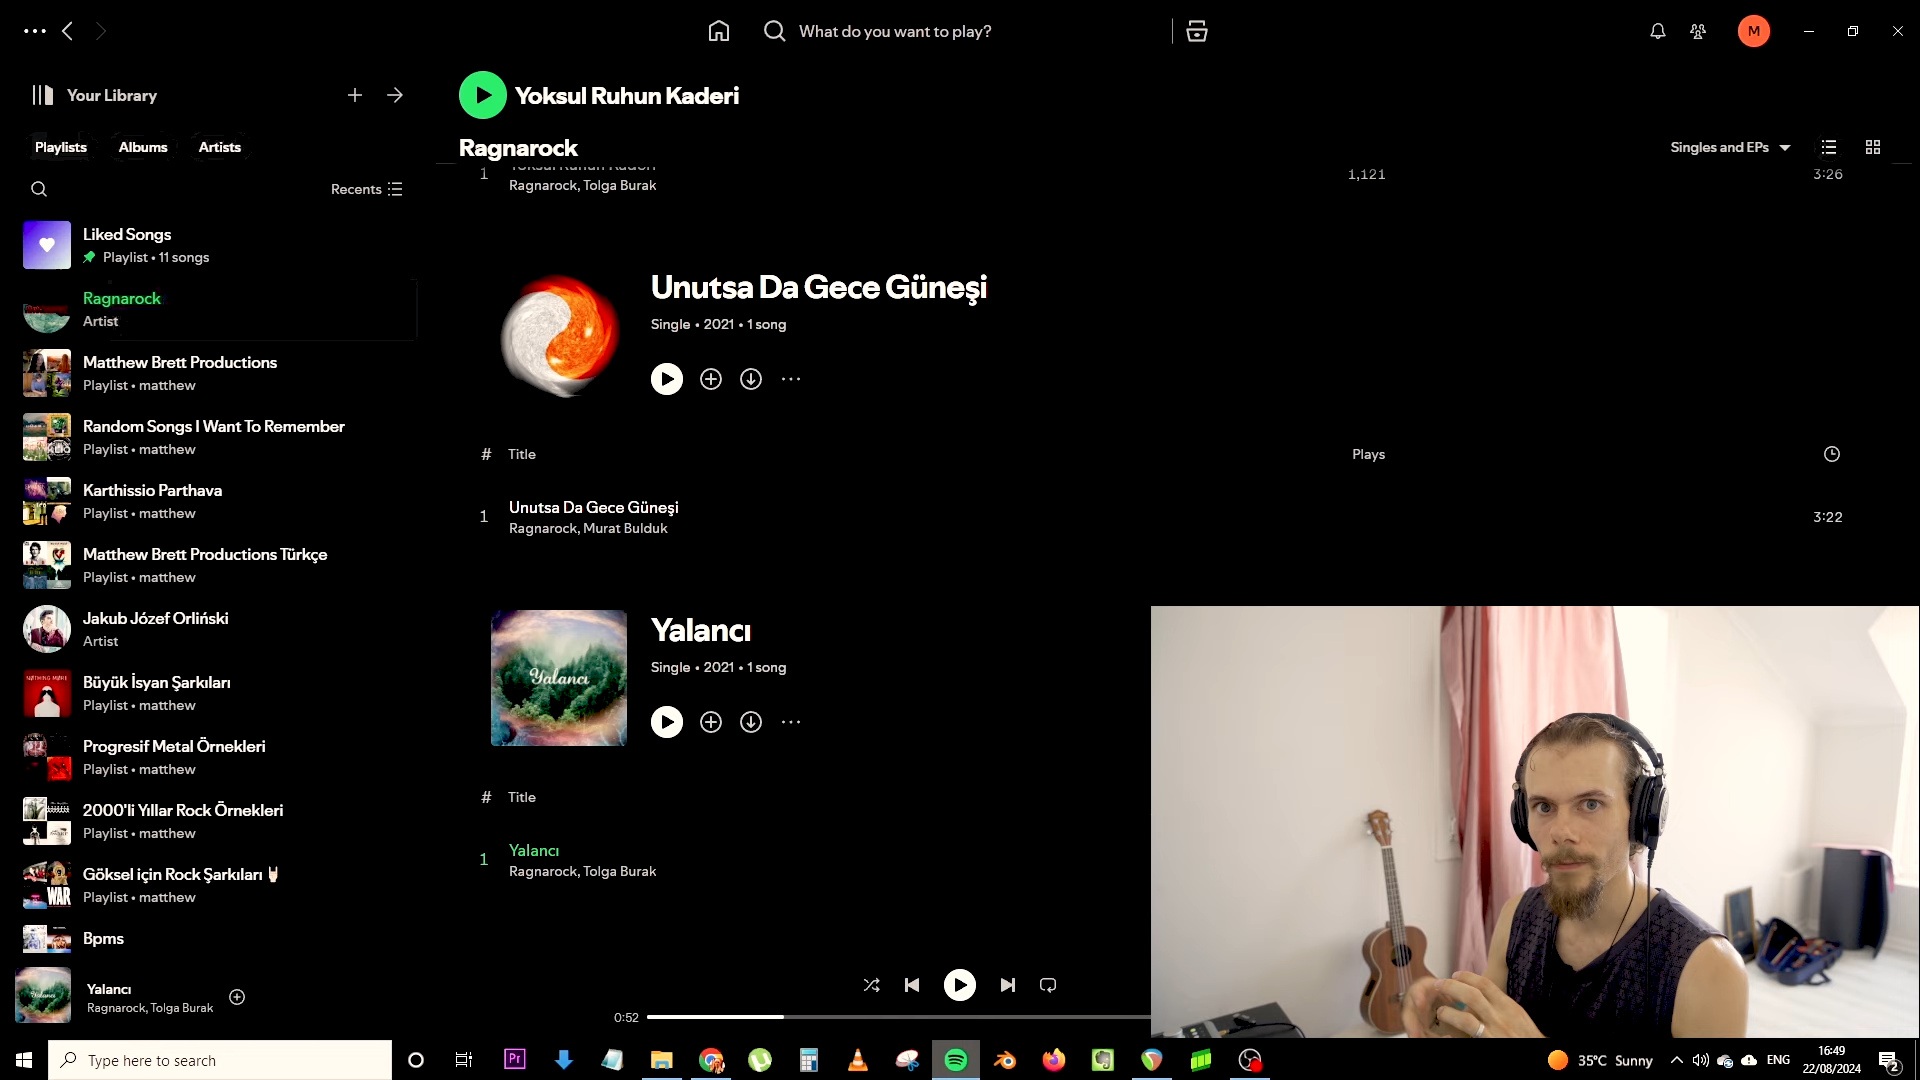 What do you want to play?
M
Your Library
Playlists
Albums
Artists
Recents
Liked Songs
Playlist • 11 songs
Ragnarock
Artist
Matthew Brett Productions
Playlist • matthew
Random Songs I Want To Remember
Playlist • matthew
Karthissio Parthava
Playlist • matthew
Matthew Brett Productions Türkçe
Playlist • matthew
Jakub Józef Orliński
Artist
Büyük İsyan Şarkıları
Playlist • matthew
Progresif Metal Örnekleri
Playlist • matthew
2000'li Yıllar Rock Örnekleri
Playlist • matthew
WAR
Göksel için Rock Şarkıları 🤘🏻
Playlist • matthew
Bpms
Yalancı
Ragnarock, Tolga Burak
Yoksul Ruhun Kaderi
Ragnarock
Singles and EPs
1 Yoksul Ruhun Kaderi 1,121 3:26
Ragnarock, Tolga Burak
Unutsa Da Gece Güneşi
Single • 2021 • 1 song
# Title Plays
1 Unutsa Da Gece Güneşi 3:22
Ragnarock, Murat Bulduk
Yalancı
Yalancı
Single • 2021 • 1 song
# Title
1 Yalancı
Ragnarock, Tolga Burak
0:52
Type here to search
Pr
35°C Sunny
ENG
16:49
22/08/2024
2